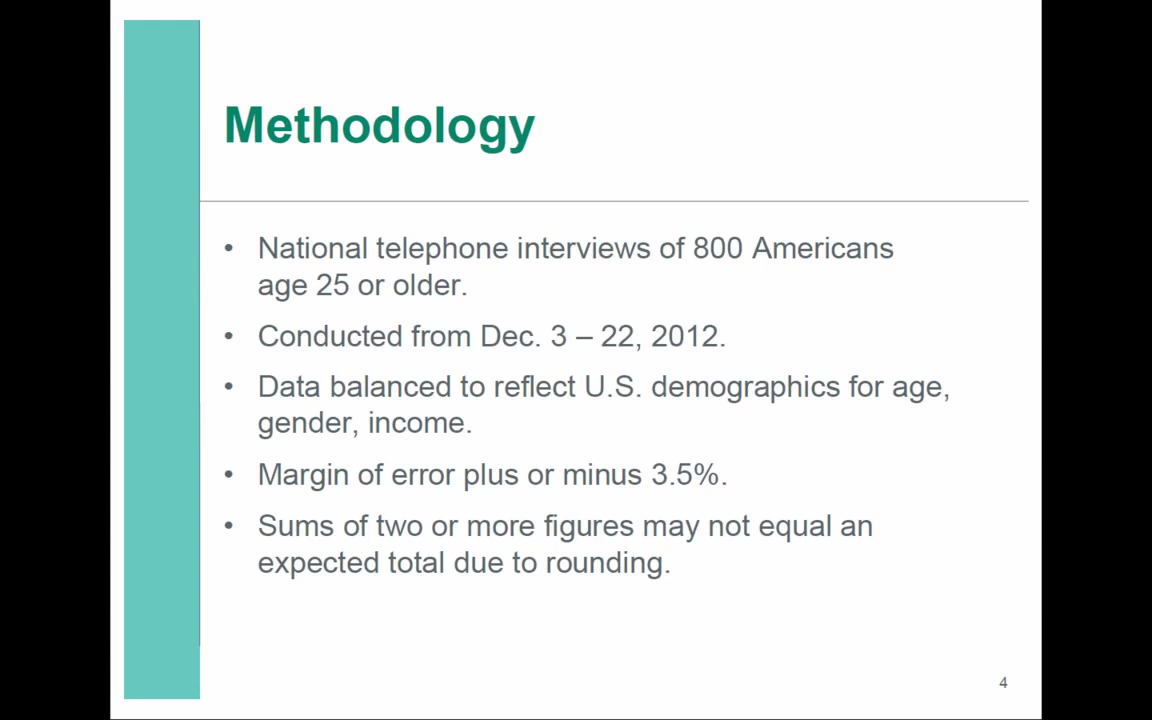 Methodology
• National telephone interviews of 800 Americans
age 25 or older.
• Conducted from Dec. 3 – 22, 2012.
• Data balanced to reflect U.S. demographics for age,
gender, income.
• Margin of error plus or minus 3.5%.
• Sums of two or more figures may not equal an
expected total due to rounding.
4